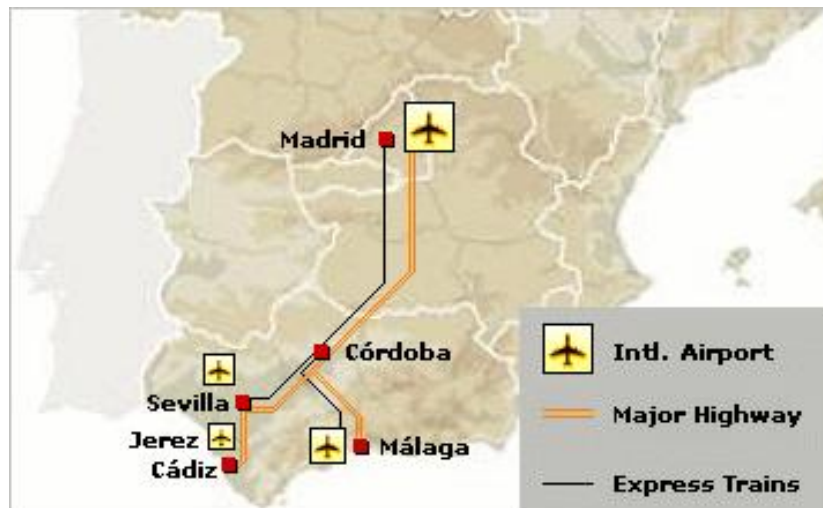 Madrid
Córdoba
Intl. Airport
Sevilla
Major Highway
Jerez
Málaga
Cádiz
Express Trains